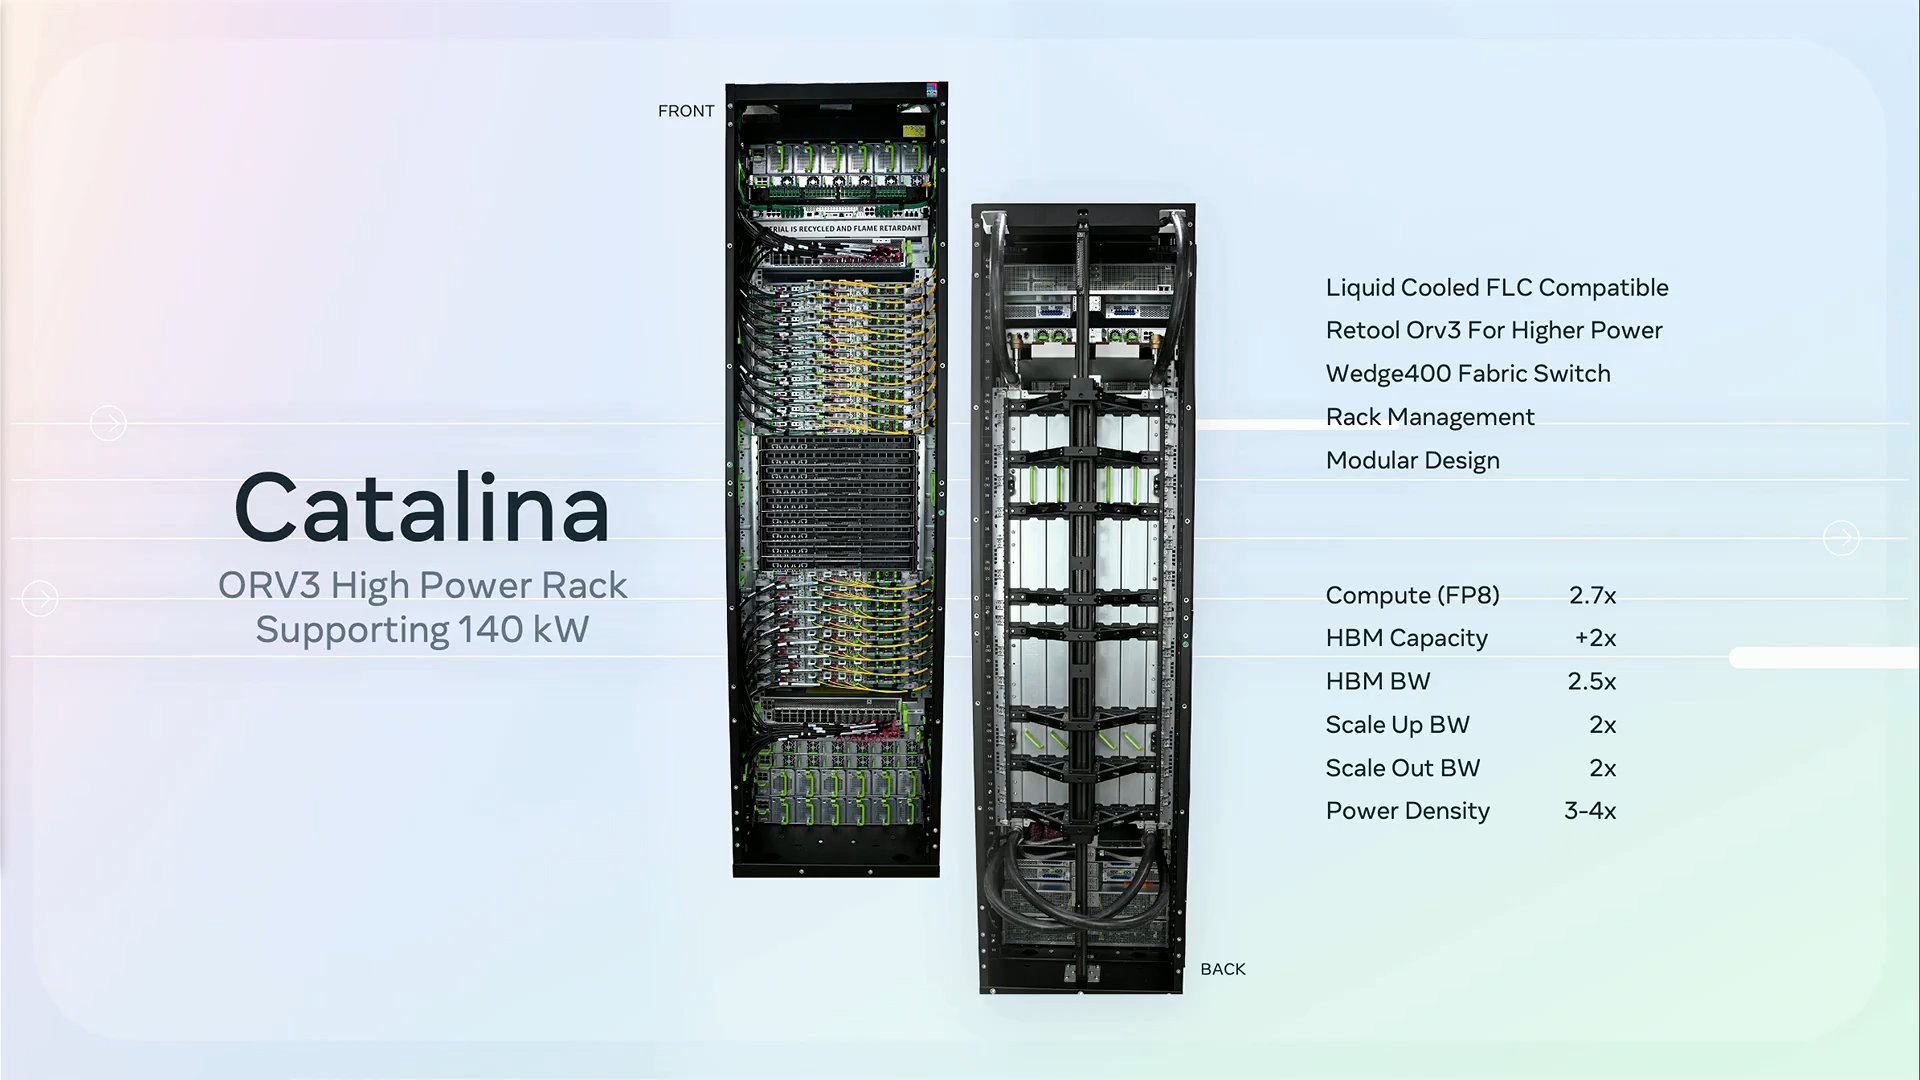 FRONT
ERIAL IS RECYCLED AND FLAME RETARDANT
Catalina
ORV3 High Power Rack
Supporting 140 kW
Liquid Cooled FLC Compatible
Retool Orv3 For Higher Power
Wedge400 Fabric Switch
Rack Management
Modular Design
Compute (FP8) 2.7x
HBM Capacity +2x
HBM BW 2.5x
Scale Up BW 2x
Scale Out BW 2x
Power Density 3-4x
BACK